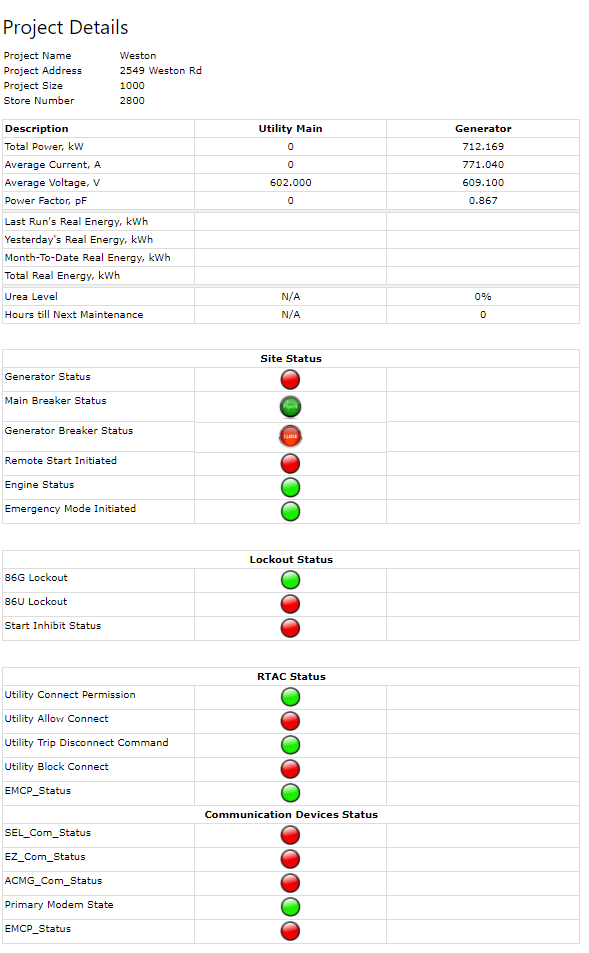 Project Details
Project Name Weston
Project Address 2549 Weston Rd
Project Size 1000
Store Number 2800
Description Utility Main Generator
Total Power, kW 0 712.169
Average Current, A 0 771.040
Average Voltage, V 602.000 609.100
Power Factor, pF 0 0.867
Last Run's Real Energy, kWh
Yesterday's Real Energy, kWh
Month-To-Date Real Energy, kWh
Total Real Energy, kWh
Urea Level N/A 0%
Hours till Next Maintenance N/A 0
Site Status
Generator Status
Main Breaker Status
Generator Breaker Status
Remote Start Initiated
Engine Status
Emergency Mode Initiated
Lockout Status
86G Lockout
86U Lockout
Start Inhibit Status
RTAC Status
Utility Connect Permission
Utility Allow Connect
Utility Trip Disconnect Command
Utility Block Connect
EMCP_Status
Communication Devices Status
SEL_Com_Status
EZ_Com_Status
ACMG_Com_Status
Primary Modem State
EMCP_Status